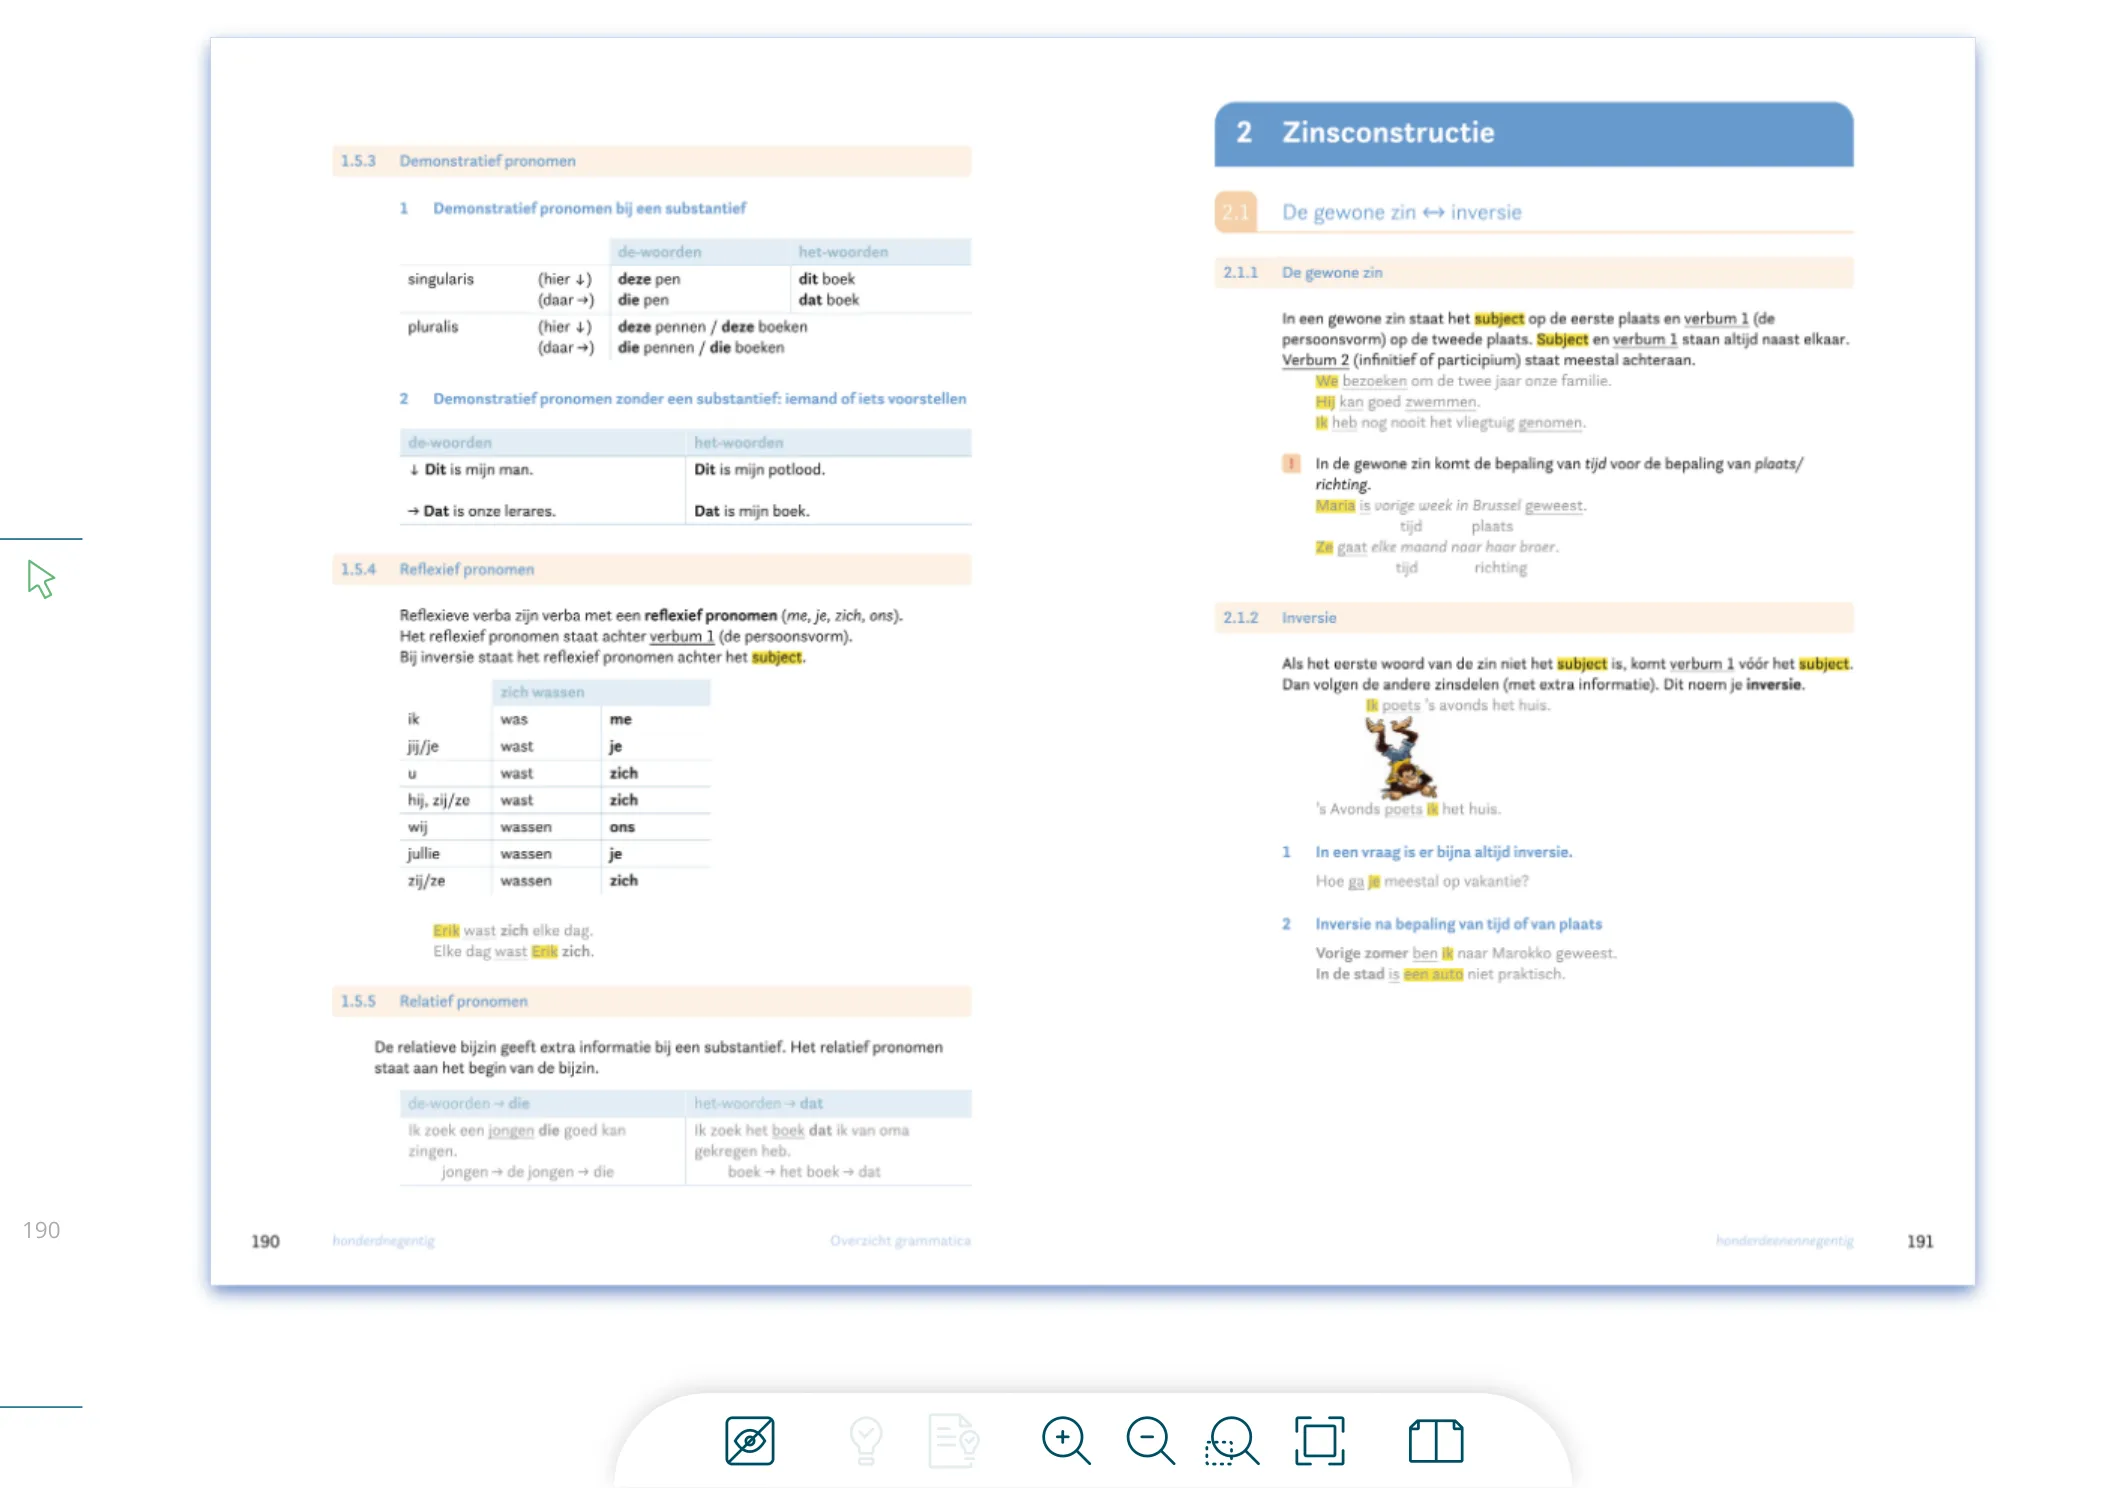 1.5.3 Demonstratief pronomen
1 Demonstratief pronomen bij een substantief
de-woorden het-woorden
singularis (hier ↓) deze pen dit boek
(daar →) die pen dat boek
pluralis (hier ↓) deze pennen / deze boeken
(daar →) die pennen / die boeken
2 Demonstratief pronomen zonder een substantief: iemand of iets voorstellen
de-woorden het-woorden
↓ Dit is mijn man. Dit is mijn potlood.
→ Dat is onze lerares. Dat is mijn boek.
1.5.4 Reflexief pronomen
Reflexieve verba zijn verba met een reflexief pronomen (me, je, zich, ons).
Het reflexief pronomen staat achter verbum 1 (de persoonsvorm).
Bij inversie staat het reflexief pronomen achter het subject.
zich wassen
ik was me
jij/je wast je
u wast zich
hij, zij/ze wast zich
wij wassen ons
jullie wassen je
zij/ze wassen zich
Erik wast zich elke dag.
Elke dag wast Erik zich.
1.5.5 Relatief pronomen
De relatieve bijzin geeft extra informatie bij een substantief. Het relatief pronomen
staat aan het begin van de bijzin.
de-woorden → die het-woorden → dat
Ik zoek een jongen die goed kan Ik zoek het boek dat ik van oma
zingen. gekregen heb.
jongen → de jongen → die boek → het boek → dat
190 honderdnegentig Overzicht grammatica
2 Zinsconstructie
2.1 De gewone zin ↔ inversie
2.1.1 De gewone zin
In een gewone zin staat het subject op de eerste plaats en verbum 1 (de
persoonsvorm) op de tweede plaats. Subject en verbum 1 staan altijd naast elkaar.
Verbum 2 (infinitief of participium) staat meestal achteraan.
We bezoeken om de twee jaar onze familie.
Hij kan goed zwemmen.
Ik heb nog nooit het vliegtuig genomen.
! In de gewone zin komt de bepaling van tijd voor de bepaling van plaats/
richting.
Maria is vorige week in Brussel geweest.
tijd plaats
Ze gaat elke maand naar haar broer.
tijd richting
2.1.2 Inversie
Als het eerste woord van de zin niet het subject is, komt verbum 1 vóór het subject.
Dan volgen de andere zinsdelen (met extra informatie). Dit noem je inversie.
Ik poets 's avonds het huis.
's Avonds poets ik het huis.
1 In een vraag is er bijna altijd inversie.
Hoe ga je meestal op vakantie?
2 Inversie na bepaling van tijd of van plaats
Vorige zomer ben ik naar Marokko geweest.
In de stad is een auto niet praktisch.
honderdeenennegentig 191
190